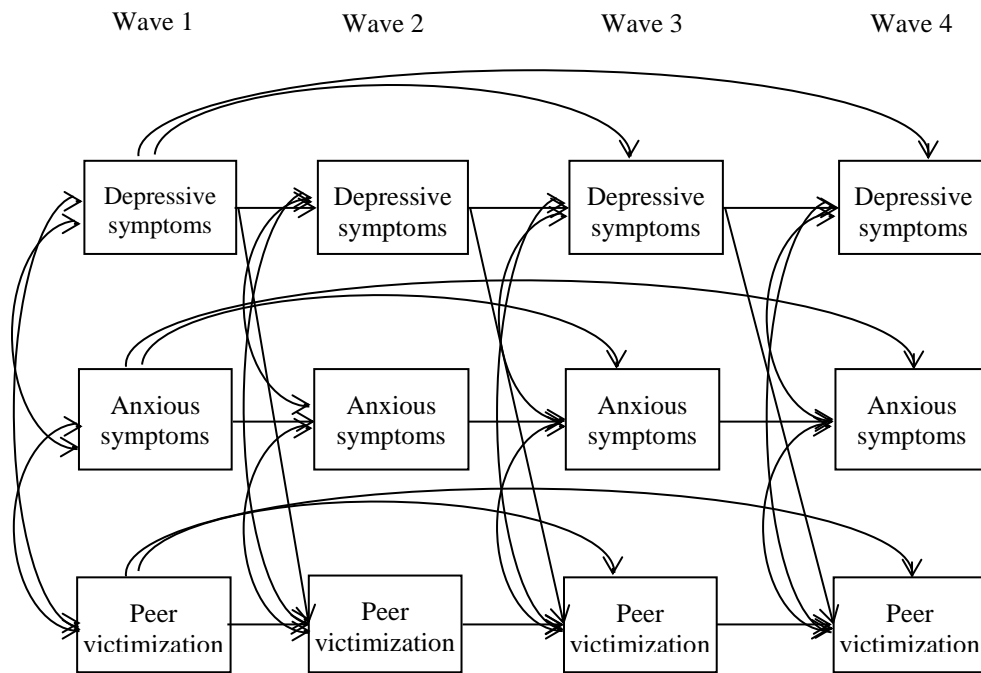 Wave 1
Wave 2
Wave 3
Wave 4
Depressive
symptoms
Depressive
symptoms
Depressive
symptoms
Depressive
symptoms
Anxious
symptoms
Anxious
symptoms
Anxious
symptoms
Anxious
symptoms
Peer
victimization
Peer
victimization
Peer
victimization
Peer
victimization